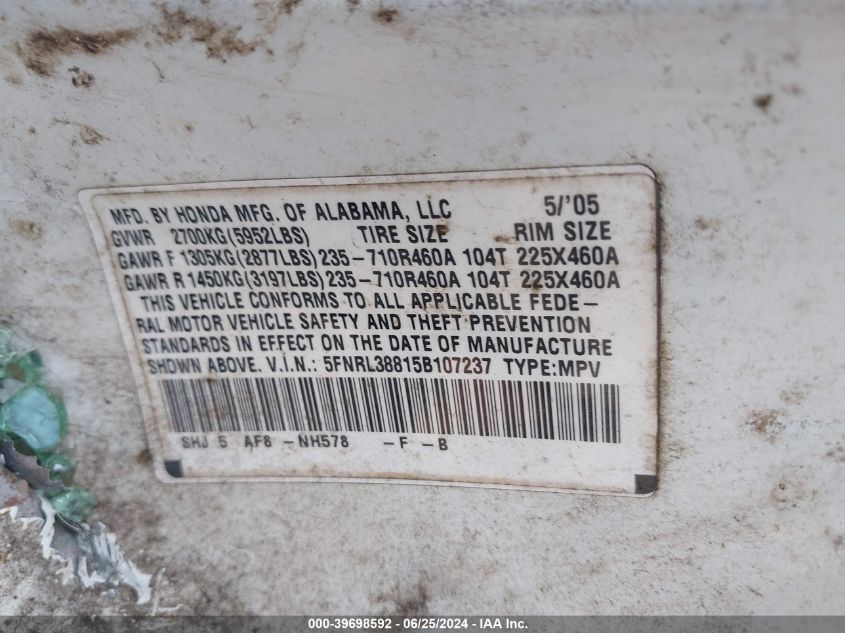 MFD. BY HONDA MFG. OF ALABAMA, LLC 5/'05
GVWR 2700KG(5952LBS) TIRE SIZE RIM SIZE
GAWR F 1305KG(2877LBS)235-710R460A 104T 225X460A
GAWR R 1450KG(3197LBS)235-710R460A 104T 225X460A
THIS VEHICLE CONFORMS TO ALL APPLICABLE FEDE-
RAL MOTOR VEHICLE SAFETY AND THEFT PREVENTION
STANDARDS IN EFFECT ON THE DATE OF MANUFACTURE
SHOWN ABOVE. V.I.N.: 5FNRL38815B107237 TYPE:MPV
SHJ 5 AF8 -NH578 -F -B
000-39698592 - 06/25/2024 - IAA Inc.